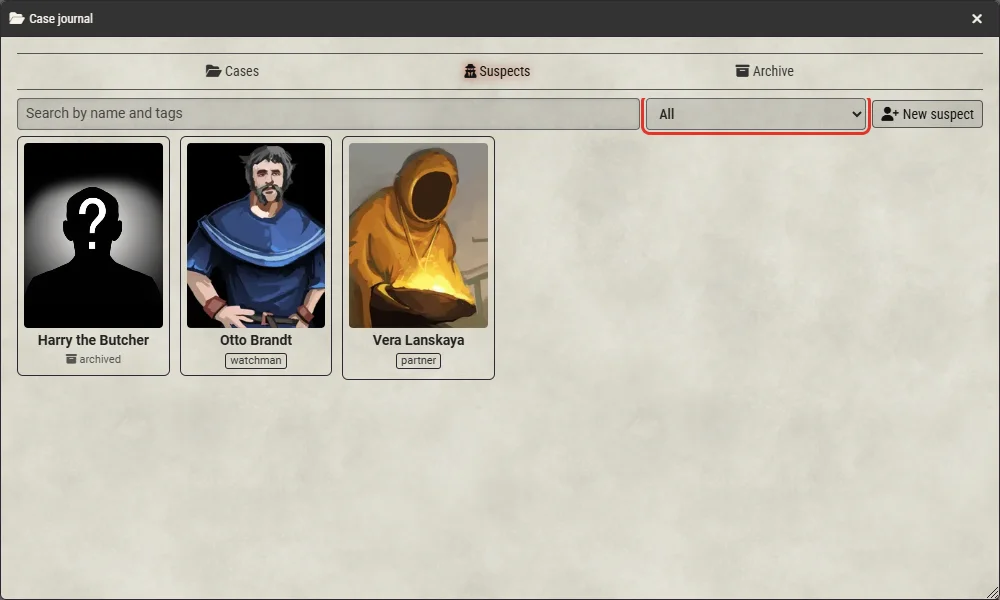 Case journal
Cases
Suspects
Archive
Search by name and tags
All
New suspect
?
Harry the Butcher
archived
Otto Brandt
watchman
Vera Lanskaya
partner